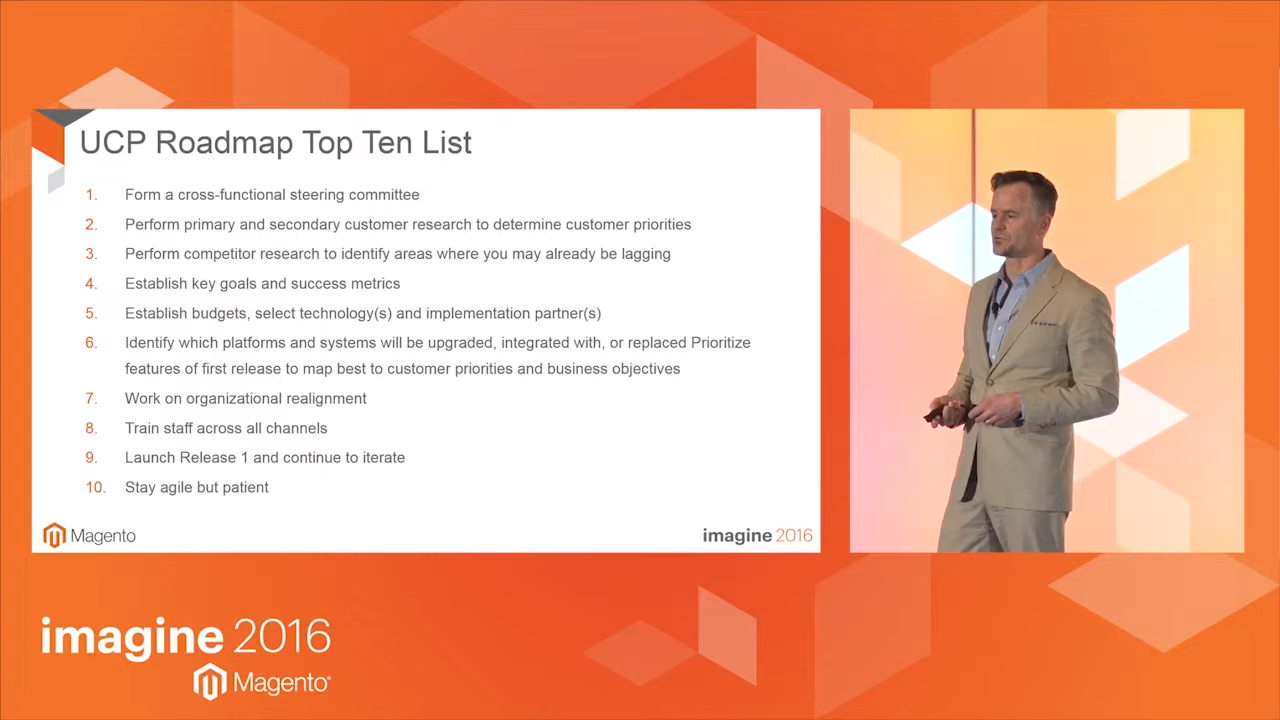 UCP Roadmap Top Ten List
1. Form a cross-functional steering committee
2. Perform primary and secondary customer research to determine customer priorities
3. Perform competitor research to identify areas where you may already be lagging
4. Establish key goals and success metrics
5. Establish budgets, select technology(s) and implementation partner(s)
6. Identify which platforms and systems will be upgraded, integrated with, or replaced Prioritize
features of first release to map best to customer priorities and business objectives
7. Work on organizational realignment
8. Train staff across all channels
9. Launch Release 1 and continue to iterate
10. Stay agile but patient
Magento
imagine 2016
imagine 2016
Magento®